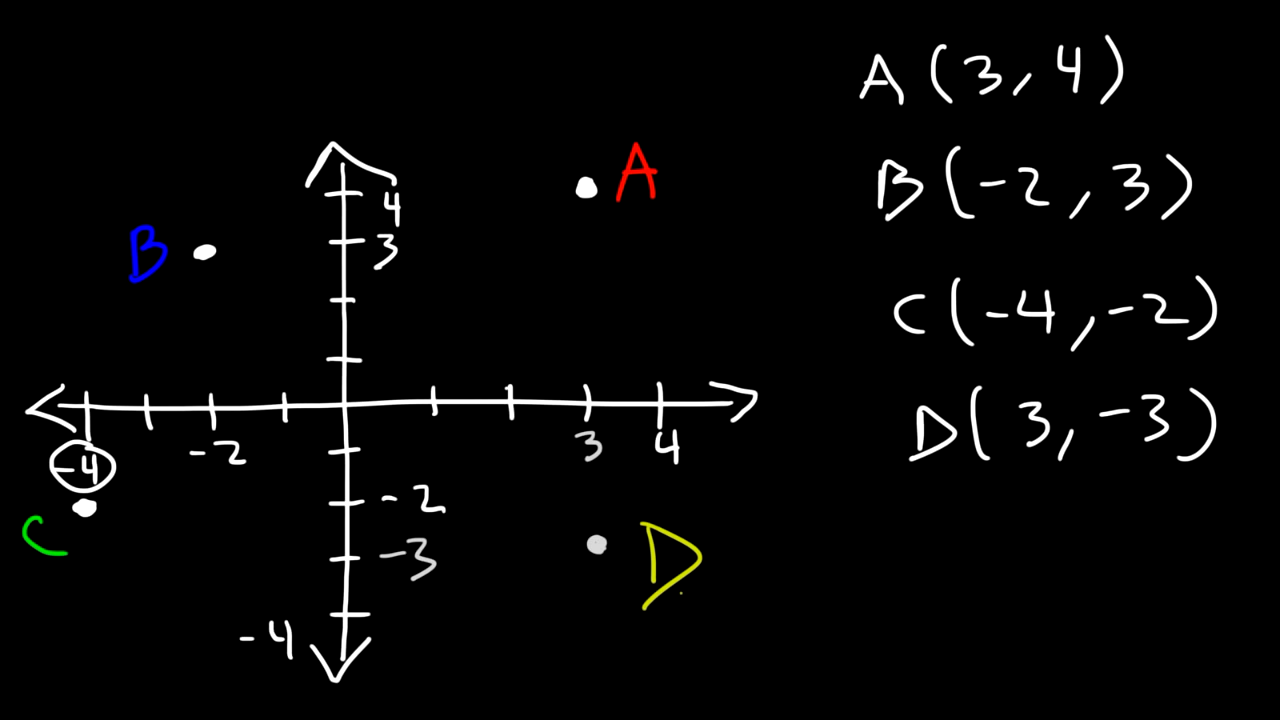 A (3, 4)
B (-2, 3)
C (-4, -2)
D (3, -3)
A
B
4
3
-4
-2
3
4
C
-2
-3
D
-4